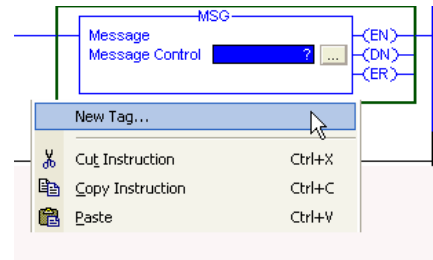 MSG
Message
Message Control ? ...
(EN)
(DN)
(ER)
New Tag...
Cut Instruction Ctrl+X
Copy Instruction Ctrl+C
Paste Ctrl+V